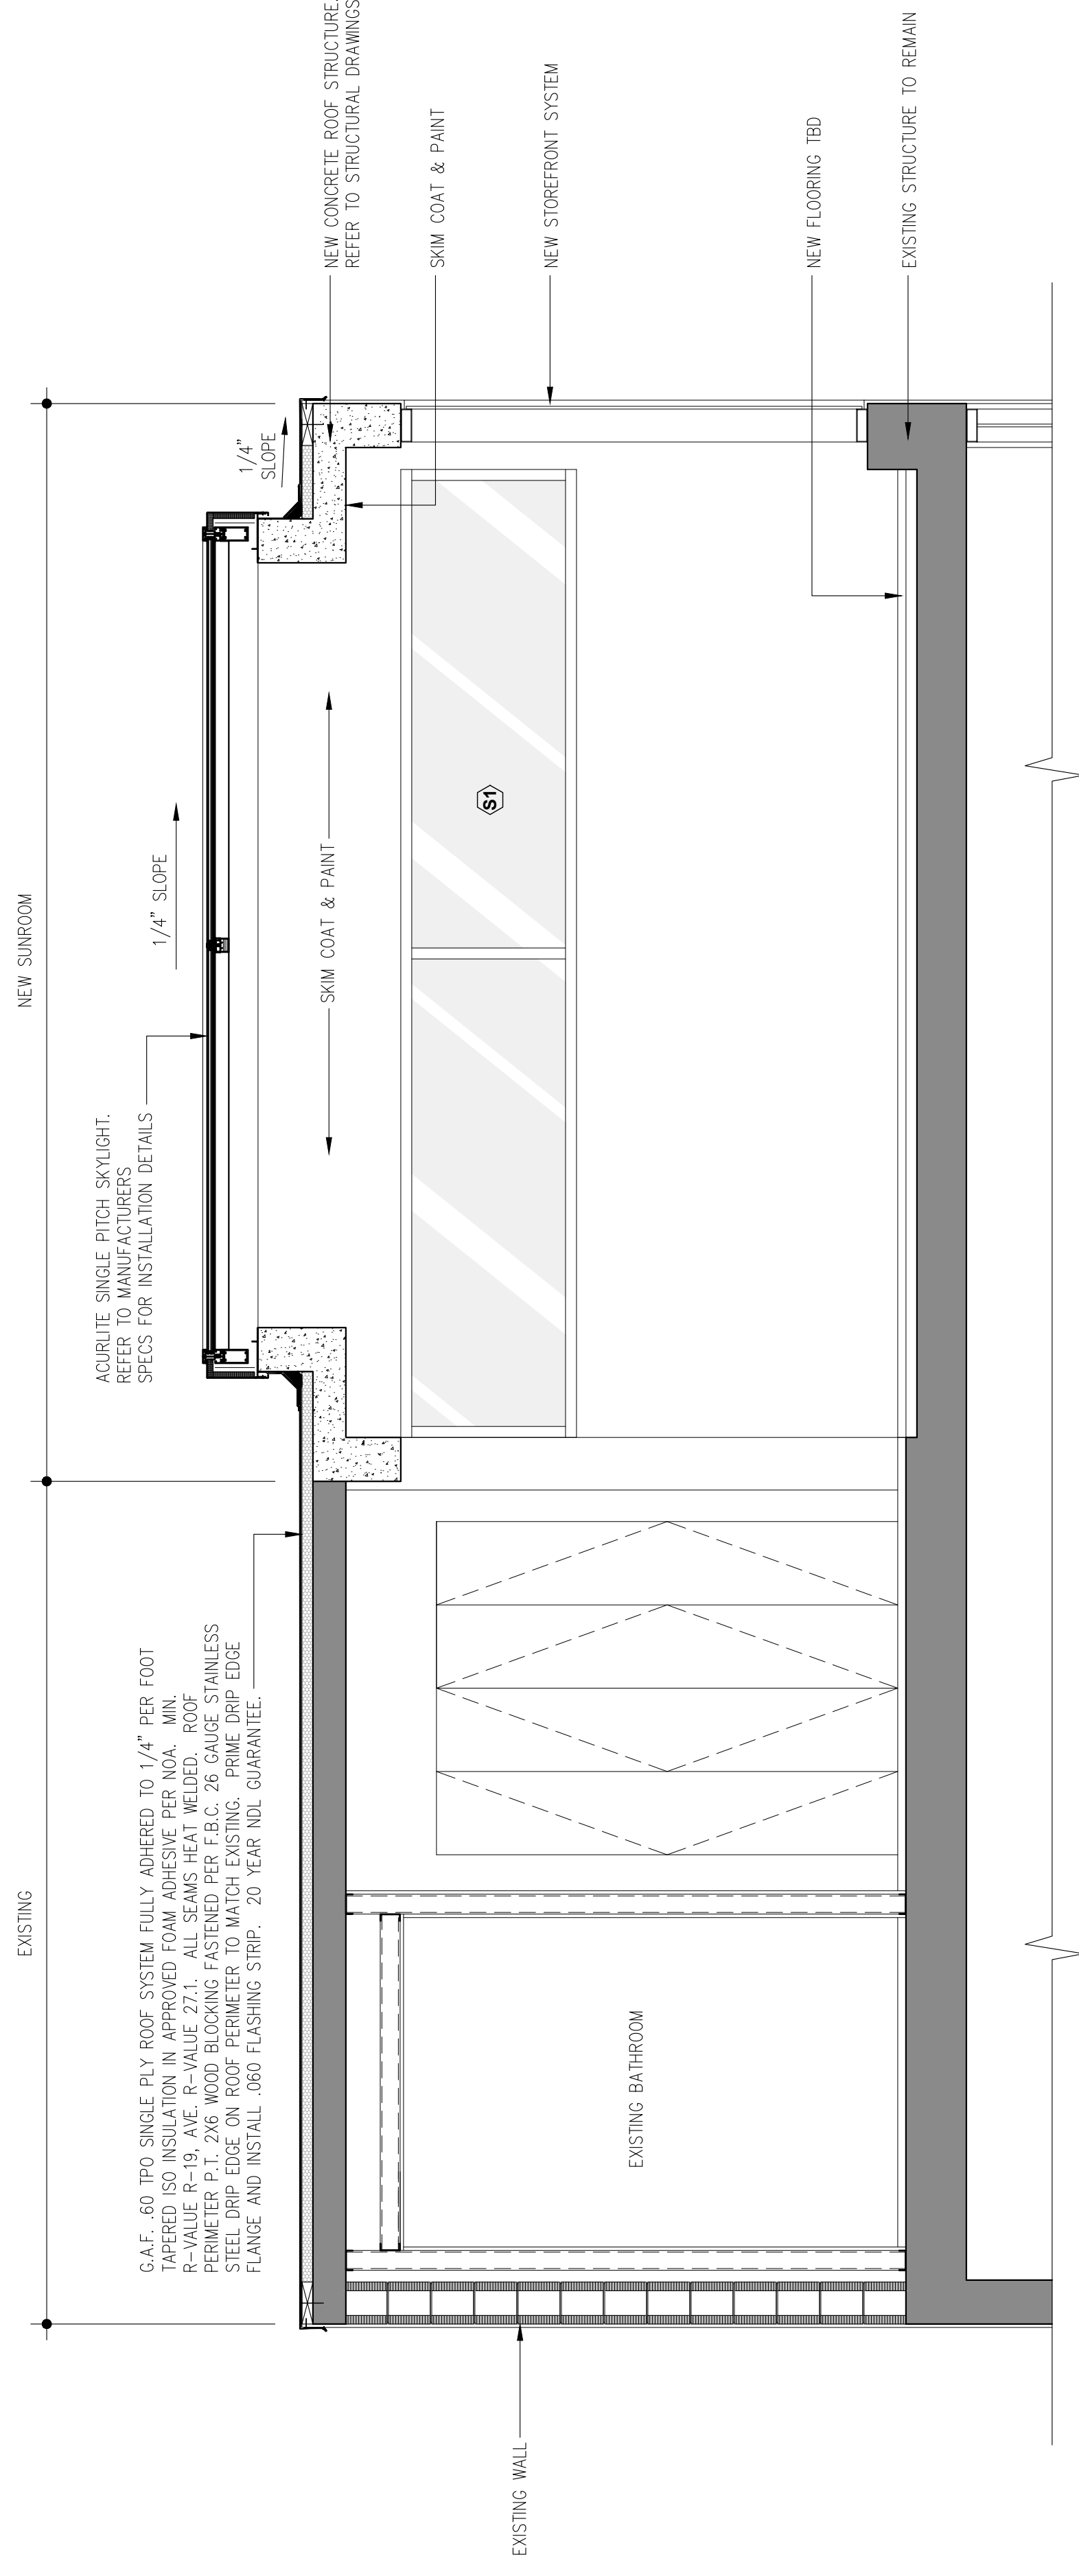 EXISTING
NEW SUNROOM
ACURLITE SINGLE PITCH SKYLIGHT.
REFER TO MANUFACTURERS
SPECS FOR INSTALLATION DETAILS
1/4" SLOPE
G.A.F. .60 TPO SINGLE PLY ROOF SYSTEM FULLY ADHERED TO 1/4" PER FOOT
TAPERED ISO INSULATION IN APPROVED FOAM ADHESIVE PER NOA. MIN.
R-VALUE R-19, AVE. R-VALUE 27.1. ALL SEAMS HEAT WELDED. ROOF
PERIMETER P.T. 2X6 WOOD BLOCKING FASTENED PER F.B.C. 26 GAUGE STAINLESS
STEEL DRIP EDGE ON ROOF PERIMETER TO MATCH EXISTING. PRIME DRIP EDGE
FLANGE AND INSTALL .060 FLASHING STRIP. 20 YEAR NDL GUARANTEE.
1/4"
SLOPE
SKIM COAT & PAINT
NEW CONCRETE ROOF STRUCTURE.
REFER TO STRUCTURAL DRAWINGS
SKIM COAT & PAINT
S1
NEW STOREFRONT SYSTEM
EXISTING WALL
EXISTING BATHROOM
NEW FLOORING TBD
EXISTING STRUCTURE TO REMAIN